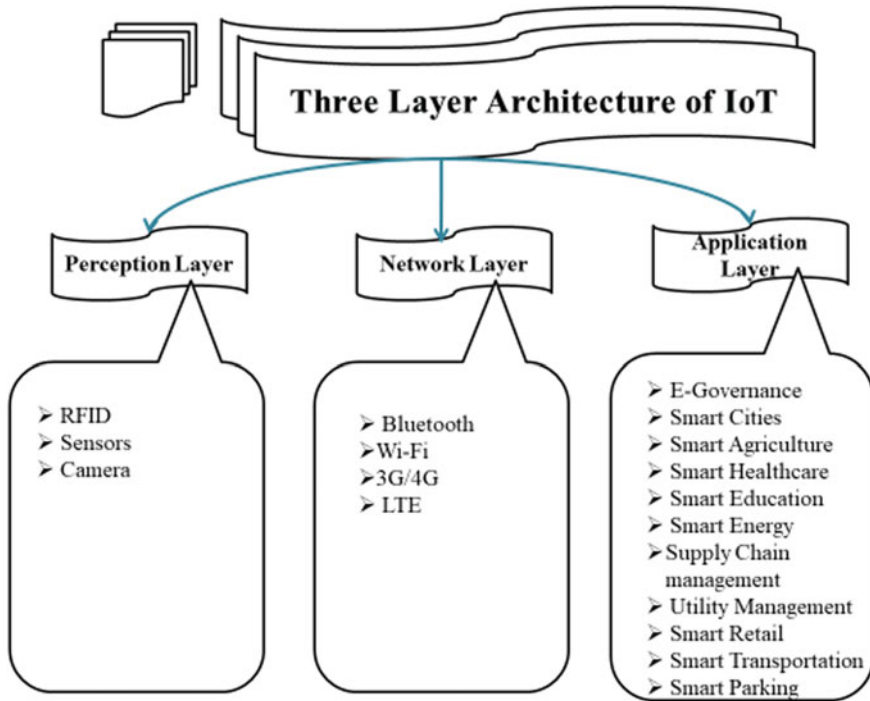 Three Layer Architecture of IoT
Perception Layer
Network Layer
Application
Layer
➢ RFID
➢ Sensors
➢ Camera
➢ Bluetooth
➢Wi-Fi
➢3G/4G
➢ LTE
➢ E-Governance
➢ Smart Cities
➢ Smart Agriculture
➢ Smart Healthcare
➢ Smart Education
➢ Smart Energy
➢Supply Chain
management
➢ Utility Management
➢ Smart Retail
➢ Smart Transportation
➢ Smart Parking